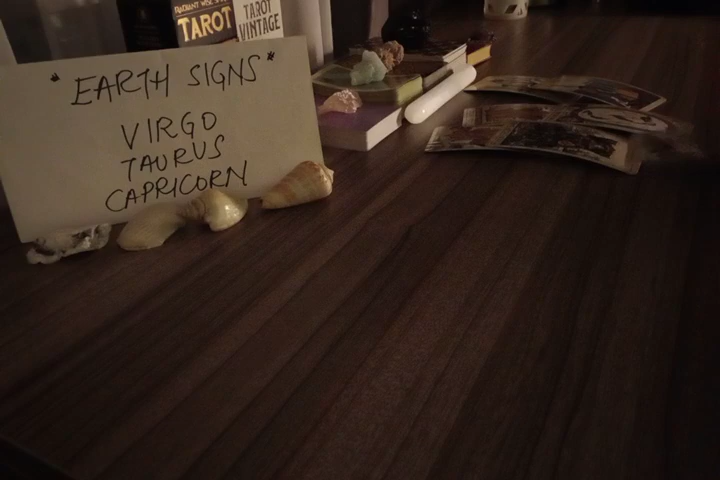 TAROT
TAROT
VINTAGE
"EARTH SIGNS"
VIRGO
TAURUS
CAPRICORN